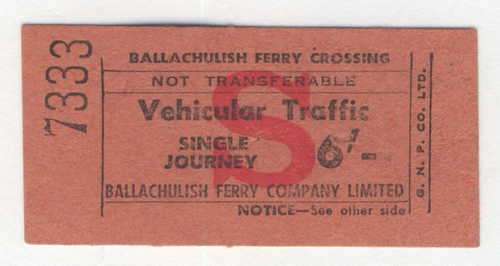 7333
BALLACHULISH FERRY CROSSING
NOT TRANSFERABLE
Vehicular Traffic
S
SINGLE
JOURNEY
6/-
BALLACHULISH FERRY COMPANY LIMITED
NOTICE—See other side
G. N. P. CO. LTD.